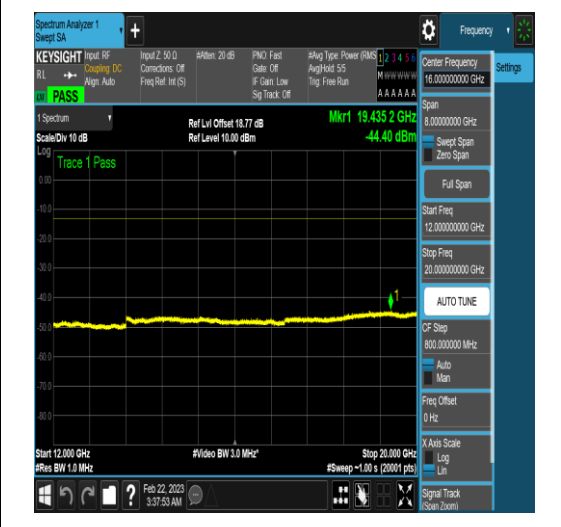 Spectrum Analyzer 1
Swept SA
+
Frequency
KEYSIGHT
Input: RF
Coupling: DC
Align: Auto
RL
PASS
Input Z: 50 Ω
Corrections: Off
Freq Ref: Int (S)
#Atten: 20 dB
PNO: Fast
Gate: Off
IF Gain: Low
Sig Track: Off
#Avg Type: Power (RMS
Avg|Hold: 5/5
Trig: Free Run
1 2 3 4 5 6
M W W W W W
A A A A A A
1 Spectrum
Scale/Div 10 dB
Ref Lvl Offset 18.77 dB
Ref Level 10.00 dBm
Mkr1 19.435 2 GHz
-44.40 dBm
Log
Trace 1 Pass
0.00
-10.0
-20.0
-30.0
-40.0
-50.0
-60.0
-70.0
-80.0
1
Start 12.000 GHz
#Res BW 1.0 MHz
#Video BW 3.0 MHz*
Stop 20.000 GHz
#Sweep ~1.00 s (20001 pts)
Feb 22, 2023
3:37:53 AM
?
Settings
Center Frequency
16.000000000 GHz
Span
8.00000000 GHz
Swept Span
Zero Span
Full Span
Start Freq
12.000000000 GHz
Stop Freq
20.000000000 GHz
AUTO TUNE
CF Step
800.000000 MHz
Auto
Man
Freq Offset
0 Hz
X Axis Scale
Log
Lin
Signal Track
(Span Zoom)